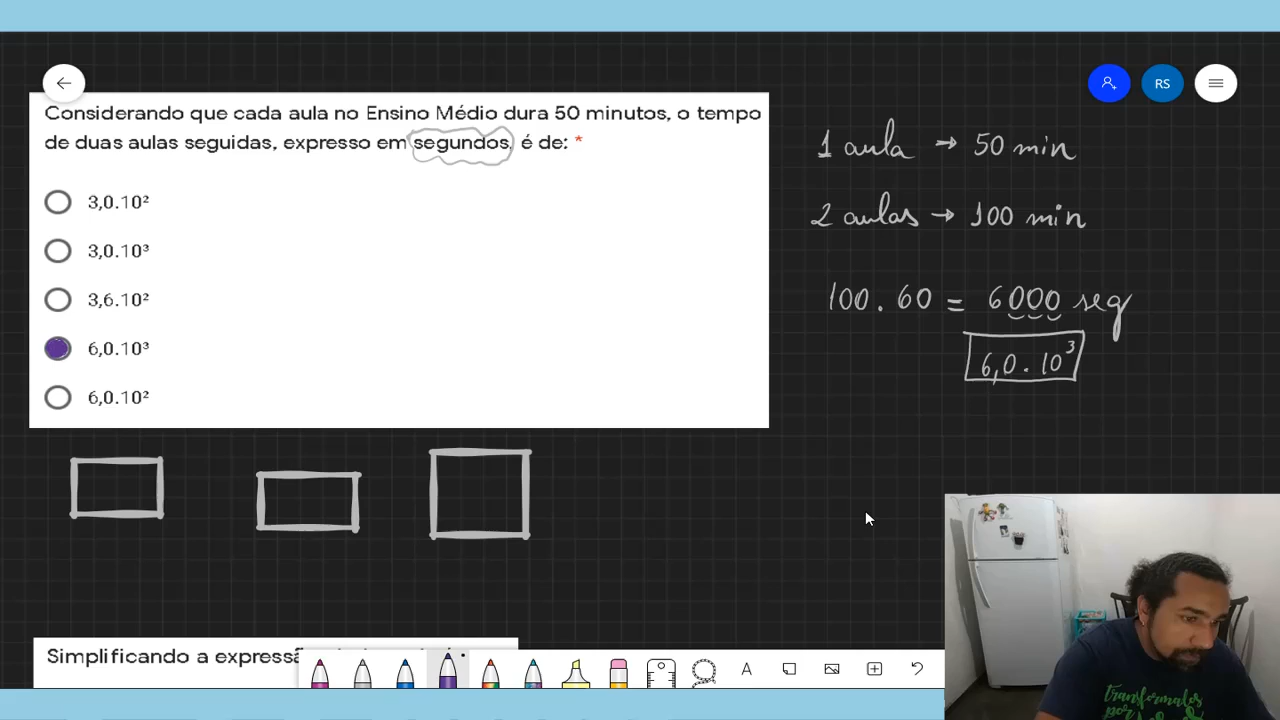 RS
Considerando que cada aula no Ensino Médio dura 50 minutos, o tempo
de duas aulas seguidas, expresso em segundos, é de: *
3,0.10²
3,0.10³
3,6.10²
6,0.10³
6,0.10²
1 aula → 50 min
2 aulas → 100 min
100 . 60 = 6000 seg
6,0 . 10³
Simplificando a expressã
A
transformados
por